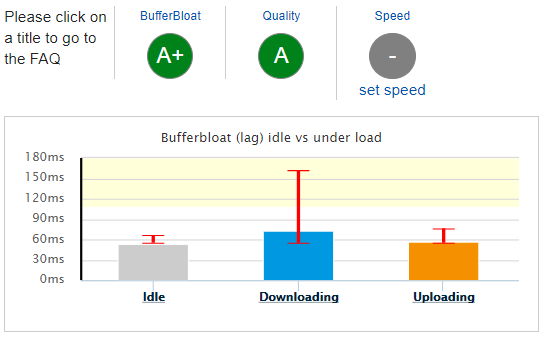 Please click on
a title to go to
the FAQ
BufferBloat
A+
Quality
A
Speed
-
set speed
Bufferbloat (lag) idle vs under load
180ms
150ms
120ms
90ms
60ms
30ms
0ms
Idle
Downloading
Uploading